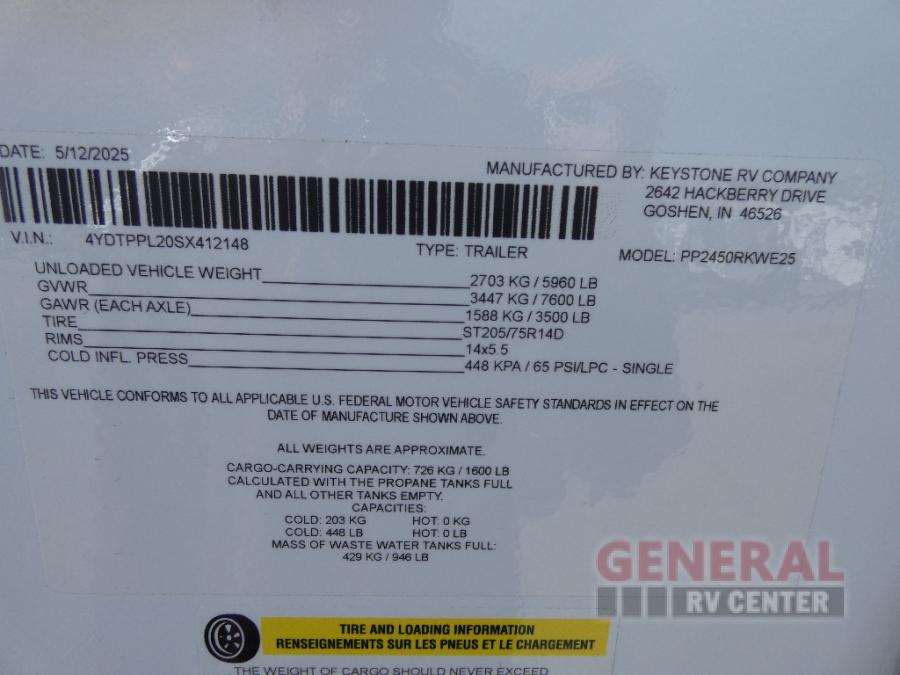 DATE: 5/12/2025
MANUFACTURED BY: KEYSTONE RV COMPANY
2642 HACKBERRY DRIVE
GOSHEN, IN 46526
V.I.N.: 4YDTPPL20SX412148
TYPE: TRAILER
MODEL: PP2450RKWE25
UNLOADED VEHICLE WEIGHT 2703 KG / 5960 LB
GVWR 3447 KG / 7600 LB
GAWR (EACH AXLE) 1588 KG / 3500 LB
TIRE ST205/75R14D
RIMS 14x5.5
COLD INFL. PRESS 448 KPA / 65 PSI/LPC - SINGLE
THIS VEHICLE CONFORMS TO ALL APPLICABLE U.S. FEDERAL MOTOR VEHICLE SAFETY STANDARDS IN EFFECT ON THE
DATE OF MANUFACTURE SHOWN ABOVE.
ALL WEIGHTS ARE APPROXIMATE.
CARGO-CARRYING CAPACITY: 726 KG / 1600 LB
CALCULATED WITH THE PROPANE TANKS FULL
AND ALL OTHER TANKS EMPTY.
CAPACITIES:
COLD: 203 KG HOT: 0 KG
COLD: 448 LB HOT: 0 LB
MASS OF WASTE WATER TANKS FULL:
429 KG / 946 LB
GENERAL
RV CENTER
TIRE AND LOADING INFORMATION
RENSEIGNEMENTS SUR LES PNEUS ET LE CHARGEMENT
THE WEIGHT OF CARGO SHOULD NEVER EXCEED